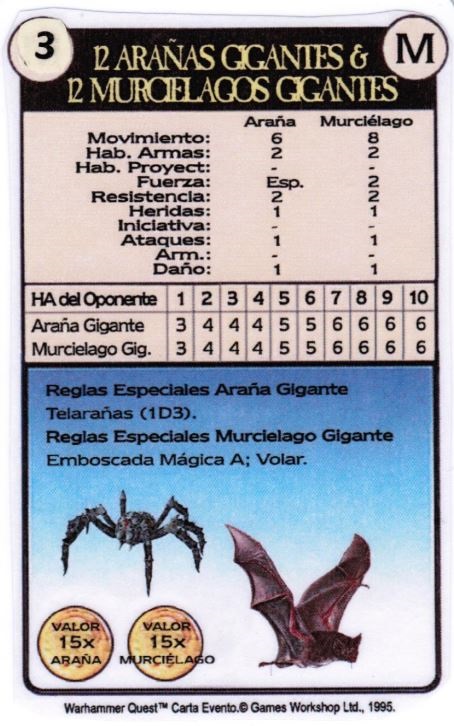 3
12 ARAÑAS GIGANTES &
12 MURCIELAGOS GIGANTES
M
Araña Murciélago
Movimiento: 6 8
Hab. Armas: 2 2
Hab. Proyect: - -
Fuerza: Esp. 2
Resistencia: 2 2
Heridas: 1 1
Iniciativa: - -
Ataques: 1 1
Arm.: - -
Daño: 1 1
HA del Oponente 1 2 3 4 5 6 7 8 9 10
Araña Gigante 3 4 4 4 5 5 6 6 6 6
Murcielago Gig. 3 4 4 4 5 5 6 6 6 6
Reglas Especiales Araña Gigante
Telarañas (1D3).
Reglas Especiales Murcielago Gigante
Emboscada Mágica A; Volar.
VALOR
15x
ARAÑA
VALOR
15x
MURCIÉLAGO
Warhammer Quest™ Carta Evento.© Games Workshop Ltd., 1995.